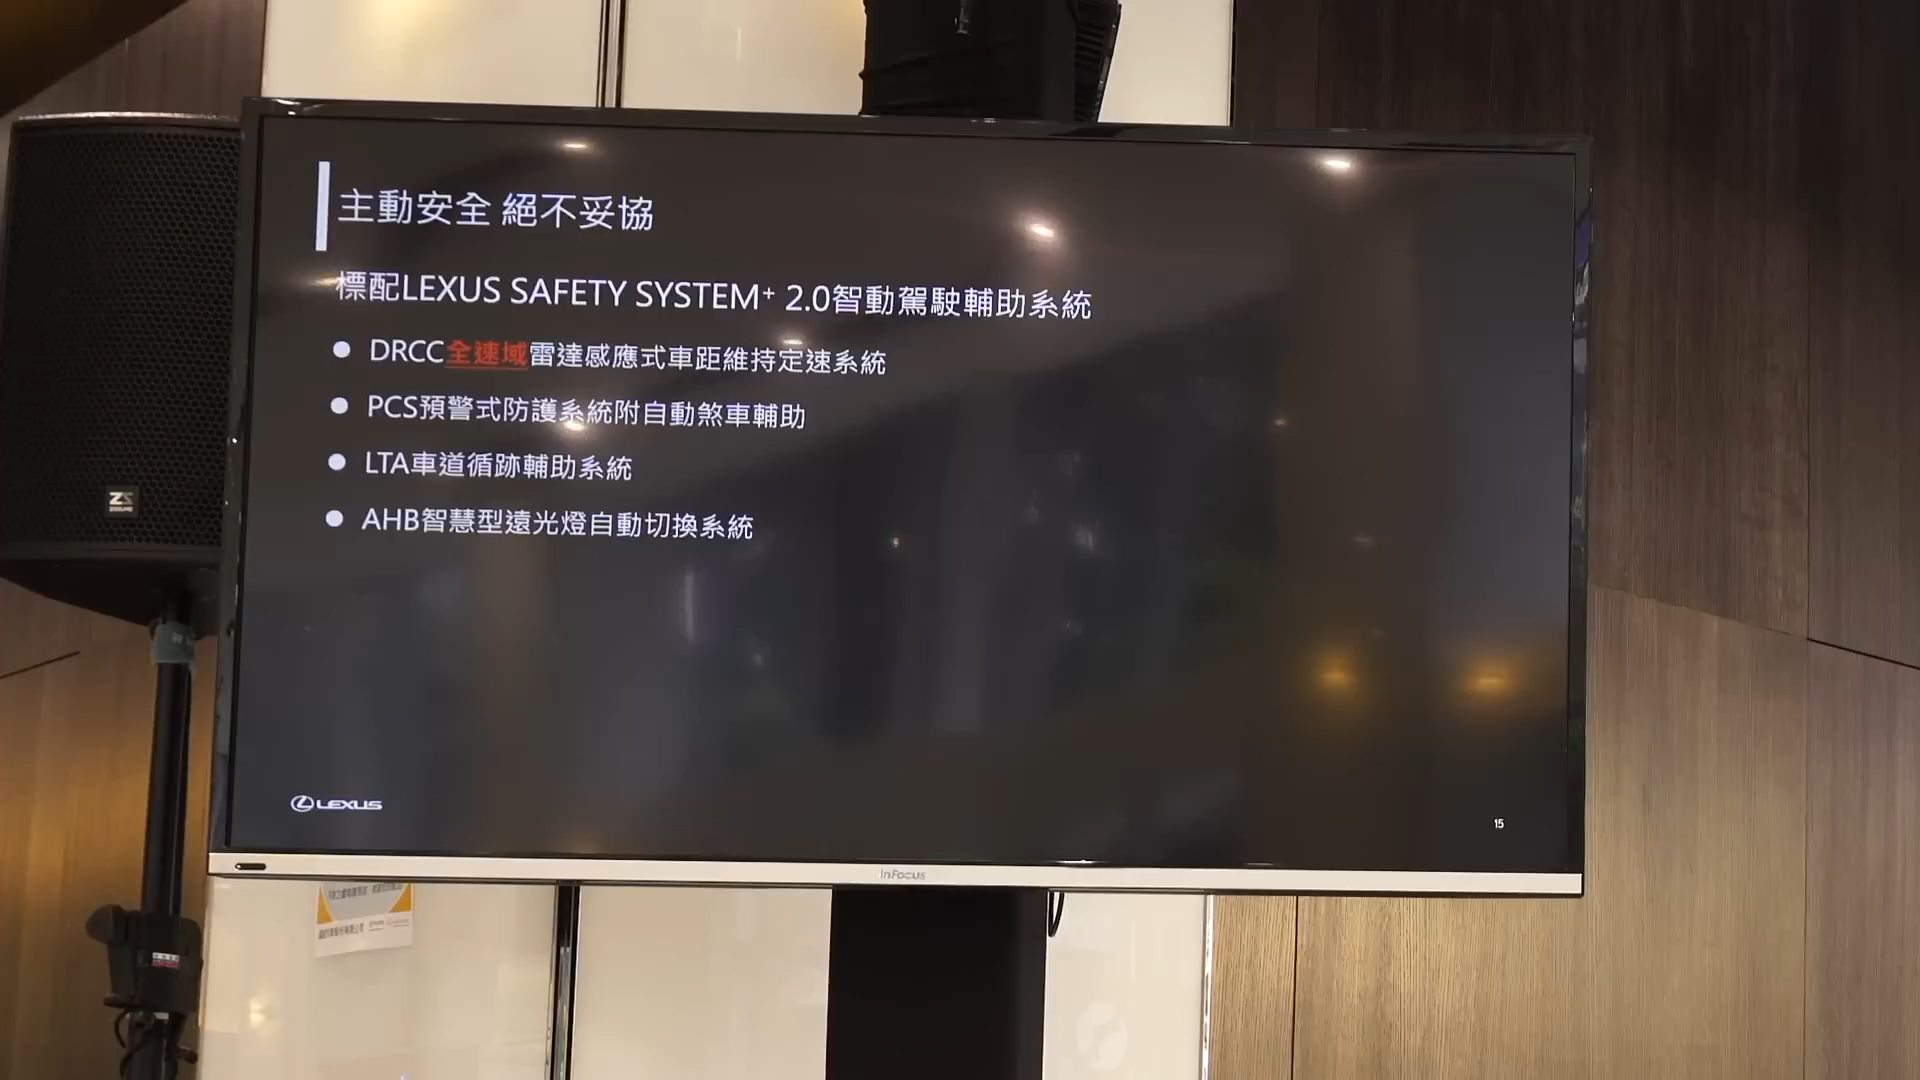 主動安全 絕不妥協
標配LEXUS SAFETY SYSTEM⁺ 2.0智動駕駛輔助系統
● DRCC全速域雷達感應式車距維持定速系統
● PCS預警式防護系統附自動煞車輔助
● LTA車道循跡輔助系統
● AHB智慧型遠光燈自動切換系統
LEXUS
15
InFocus